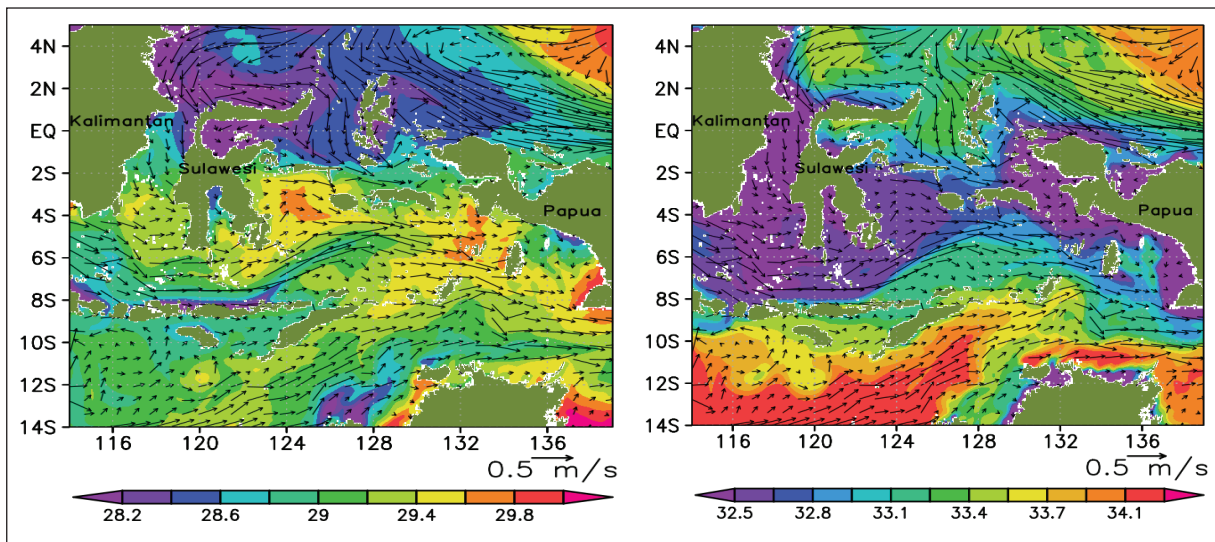 4N
2N
Kalimantan
EQ
2S
Sulawesi
4S
Papua
6S
8S
10S
12S
14S
116 120 124 128 132 136
0.5 m/s
28.2 28.6 29 29.4 29.8
4N
2N
Kalimantan
EQ
2S
Sulawesi
4S
Papua
6S
8S
10S
12S
14S
116 120 124 128 132 136
0.5 m/s
32.5 32.8 33.1 33.4 33.7 34.1